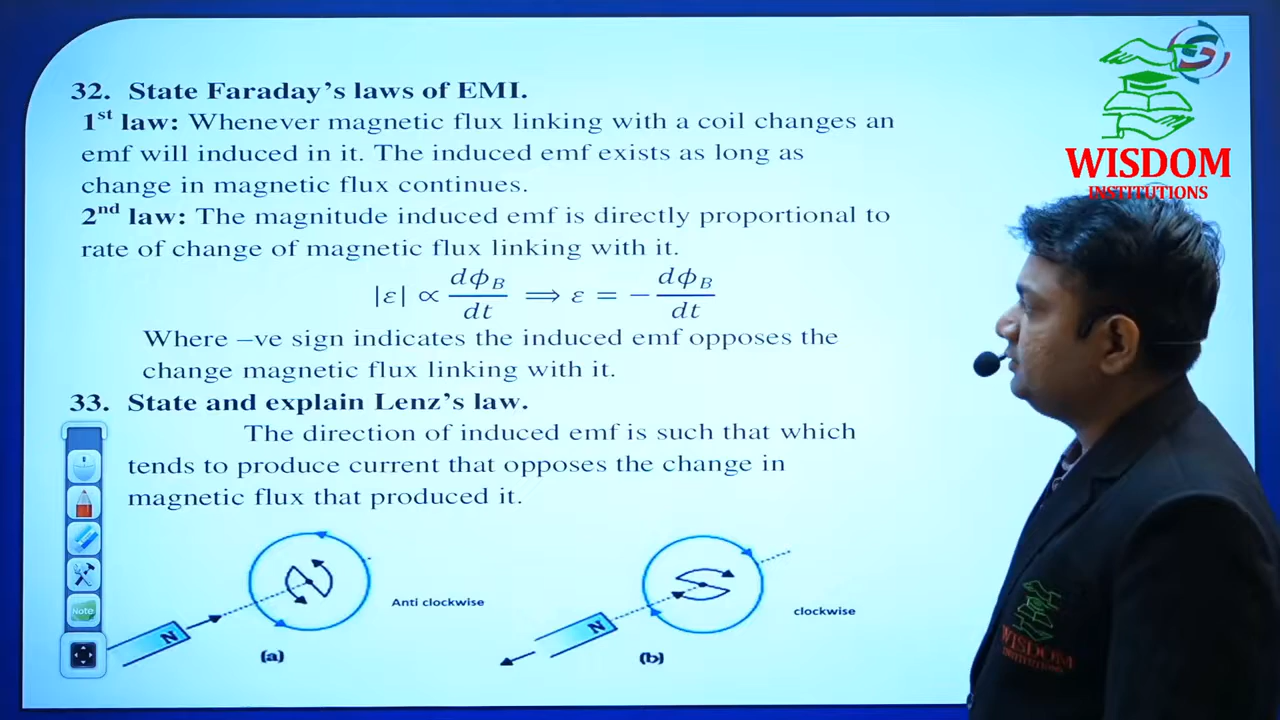 32. State Faraday's laws of EMI.
1st law: Whenever magnetic flux linking with a coil changes an
emf will induced in it. The induced emf exists as long as
change in magnetic flux continues.
2nd law: The magnitude induced emf is directly proportional to
rate of change of magnetic flux linking with it.
|ε| ∝ dϕ_B/dt ⟹ ε = − dϕ_B/dt
Where –ve sign indicates the induced emf opposes the
change magnetic flux linking with it.
33. State and explain Lenz's law.
The direction of induced emf is such that which
tends to produce current that opposes the change in
magnetic flux that produced it.
N
Anti clockwise
(a)
N
clockwise
(b)
Note
WISDOM
INSTITUTIONS
WISDOM
INSTITUTIONS